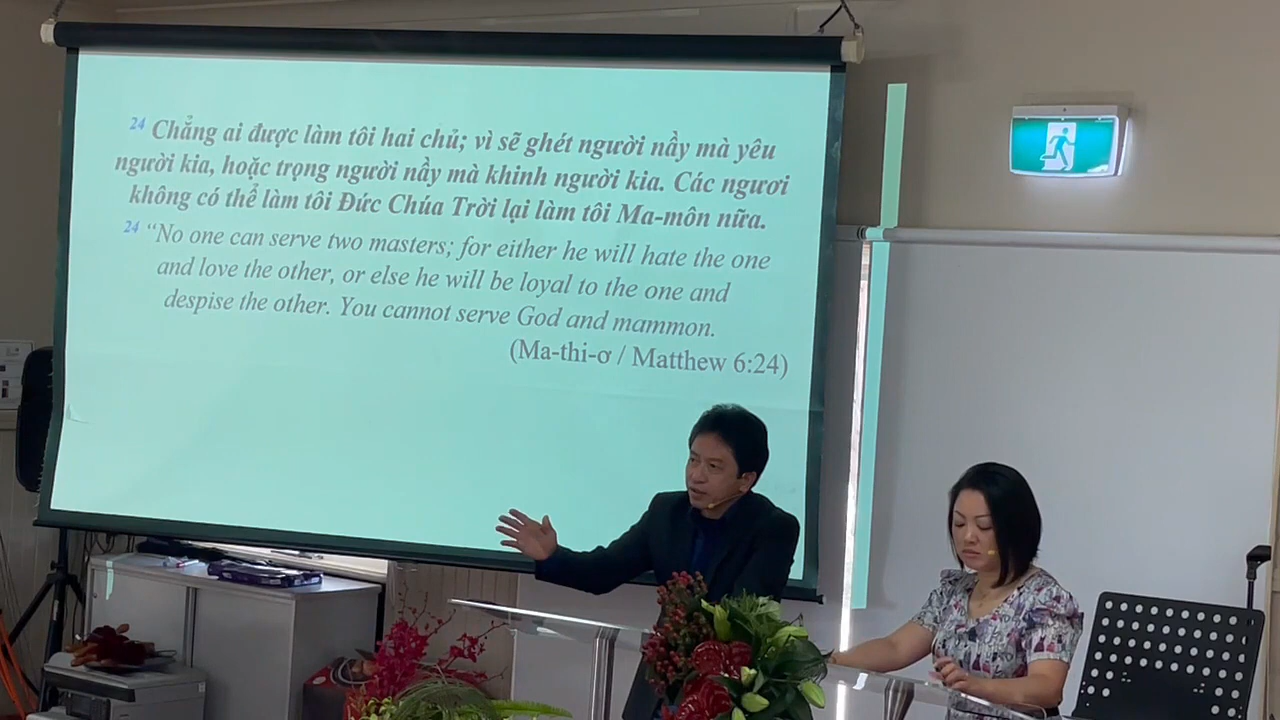 24 Chẳng ai được làm tôi hai chủ; vì sẽ ghét người nầy mà yêu
người kia, hoặc trọng người nầy mà khinh người kia. Các ngươi
không có thể làm tôi Đức Chúa Trời lại làm tôi Ma-môn nữa.
24 “No one can serve two masters; for either he will hate the one
and love the other, or else he will be loyal to the one and
despise the other. You cannot serve God and mammon.
(Ma-thi-ơ / Matthew 6:24)